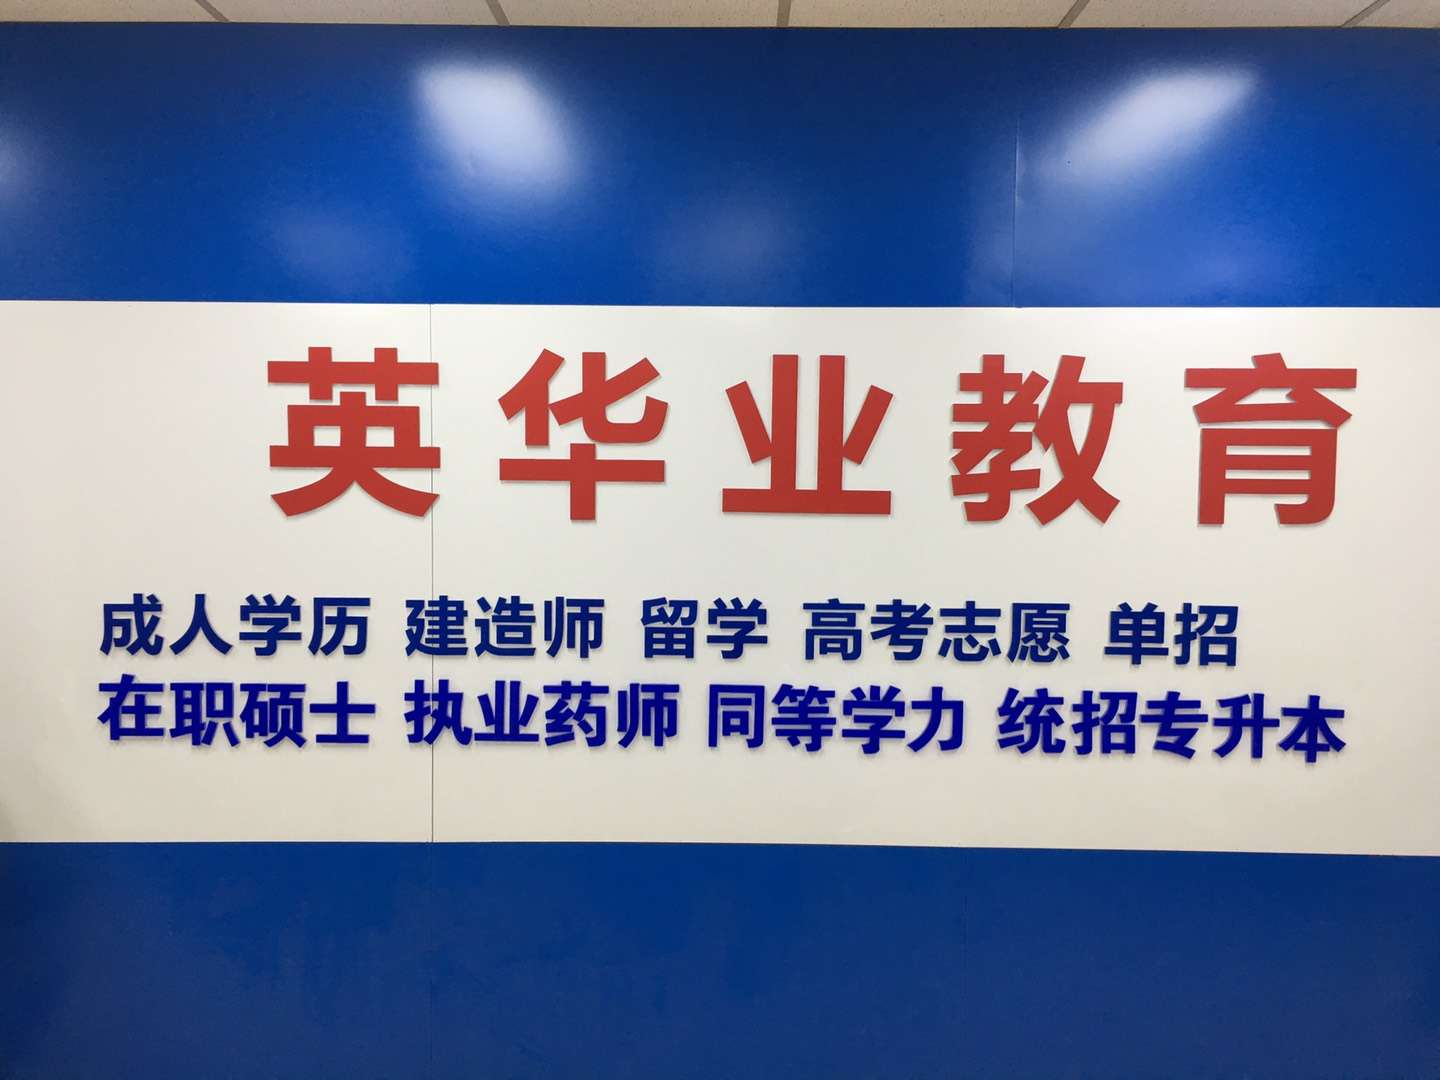 英华业教育
成人学历 建造师 留学 高考志愿 单招
在职硕士 执业药师 同等学力 统招专升本